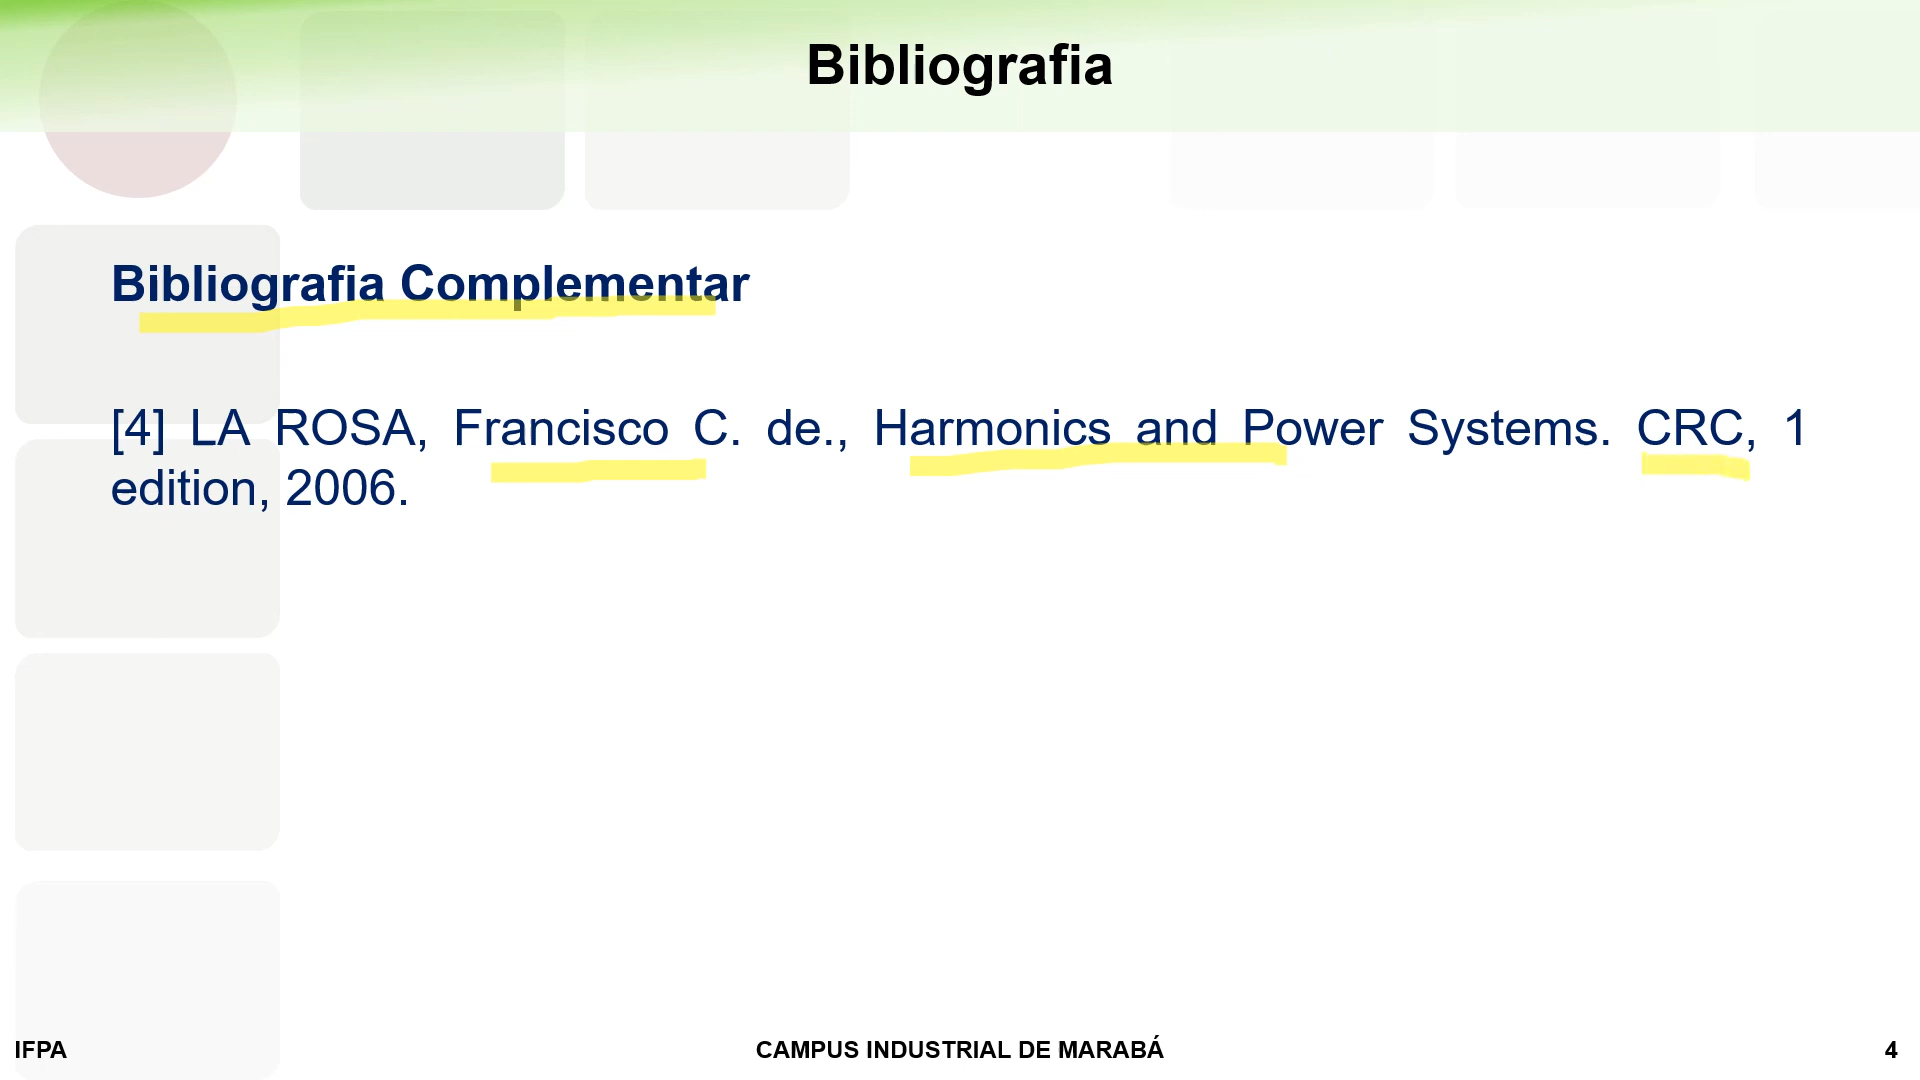 Bibliografia
Bibliografia Complementar
[4] LA ROSA, Francisco C. de., Harmonics and Power Systems. CRC, 1
edition, 2006.
IFPA
CAMPUS INDUSTRIAL DE MARABÁ
4